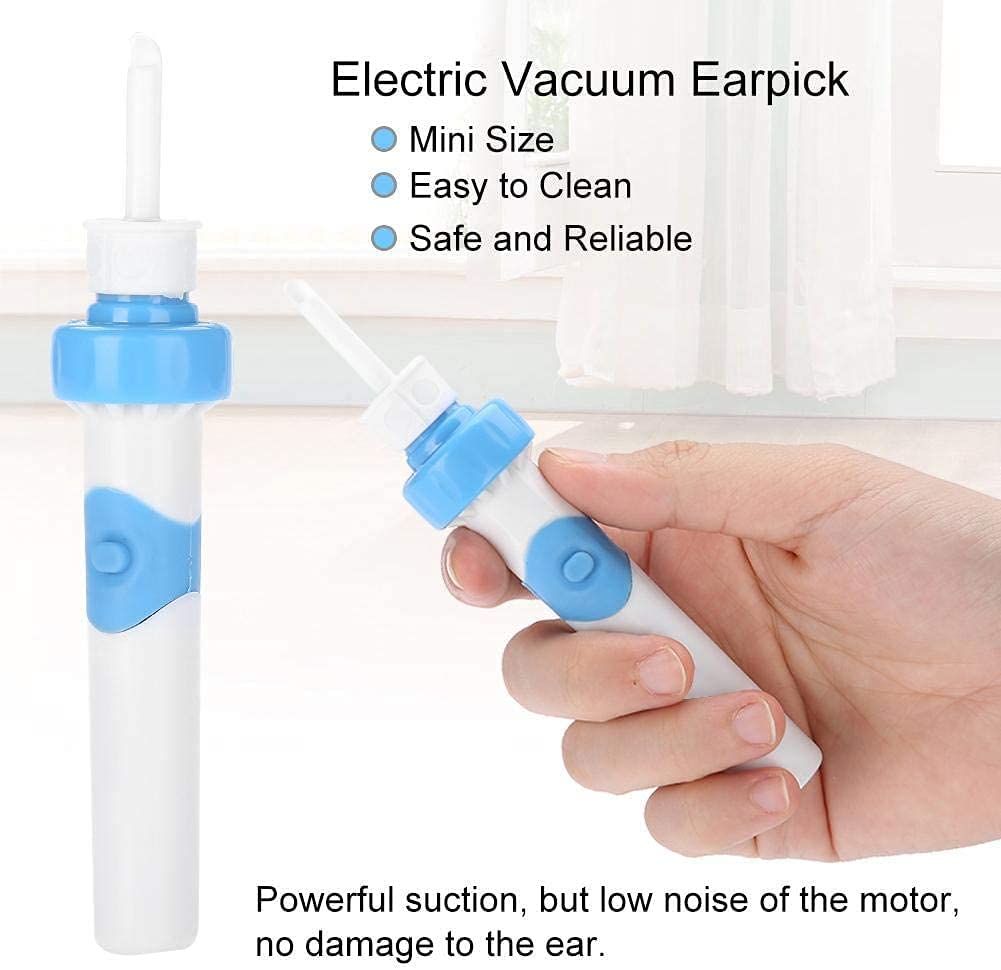 Electric Vacuum Earpick
Mini Size
Easy to Clean
Safe and Reliable
Powerful suction, but low noise of the motor,
no damage to the ear.